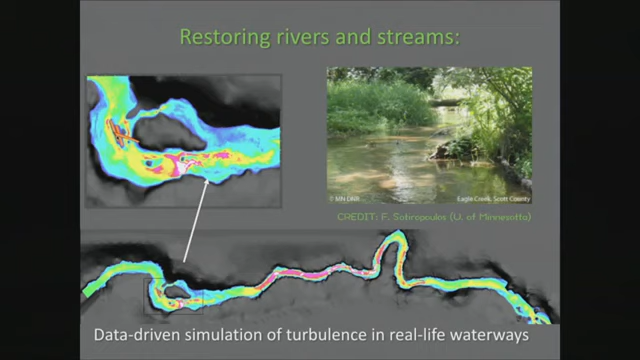 Restoring rivers and streams:
© MN DNR
Eagle Creek, Scott County
CREDIT: F. Sotiropoulos (U. of Minnesotta)
Data-driven simulation of turbulence in real-life waterways